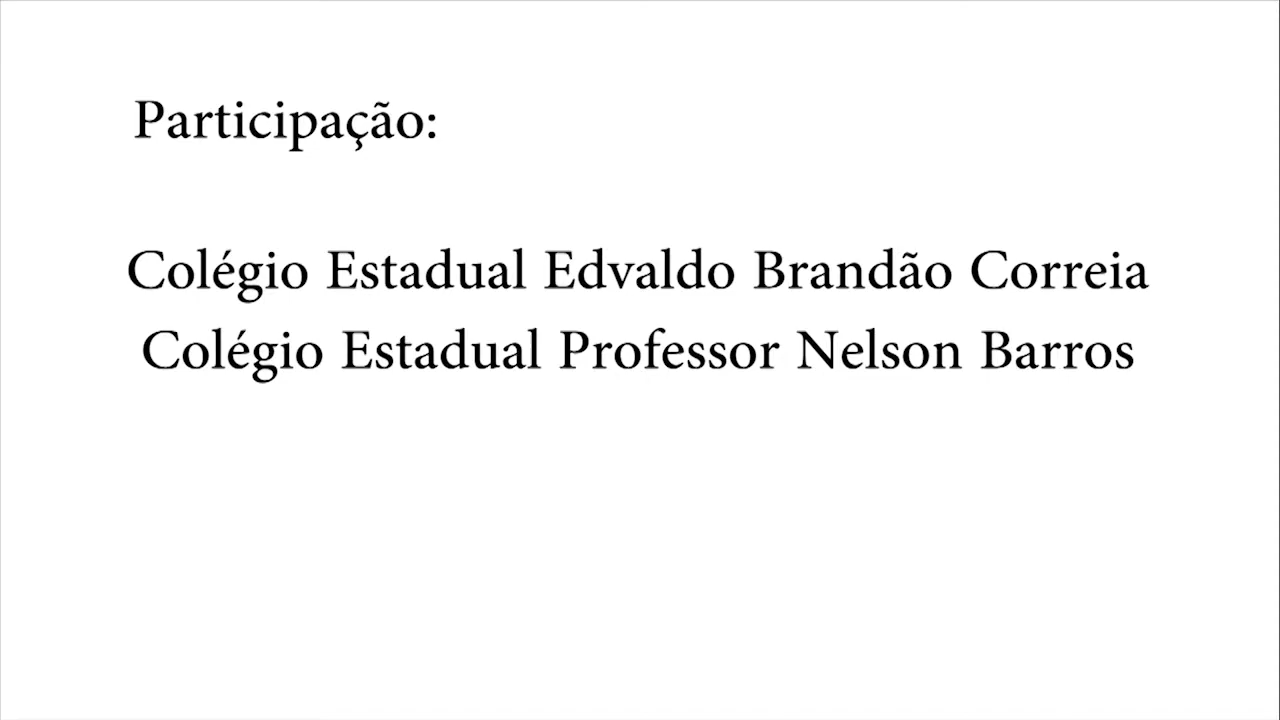 Participação:
Colégio Estadual Edvaldo Brandão Correia
Colégio Estadual Professor Nelson Barros